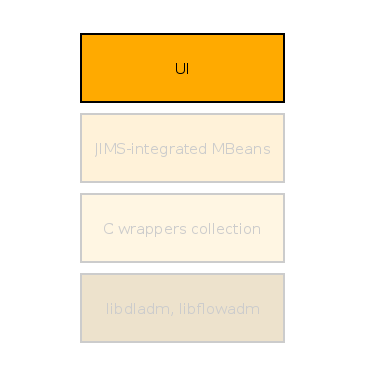 UI
JIMS-integrated MBeans
C wrappers collection
libdladm, libflowadm